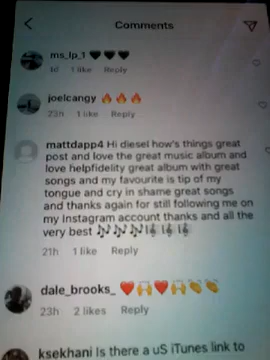 Comments
ms_lp_1 🖤🖤🖤
1d 1 like Reply
joelcangy 🔥🔥🔥
23h 1 like Reply
mattdapp4 Hi diesel how's things great
post and love the great music album and
love helpfidelity great album with great
songs and my favourite is tip of my
tongue and cry in shame great songs
and thanks again for still following me on
my Instagram account thanks and all the
very best 🎶🎶🎶🎼🎼🎼
21h 1 like Reply
dale_brooks_ ❤️🙌❤️🙌👏👏
23h 2 likes Reply
ksekhani Is there a uS iTunes link to